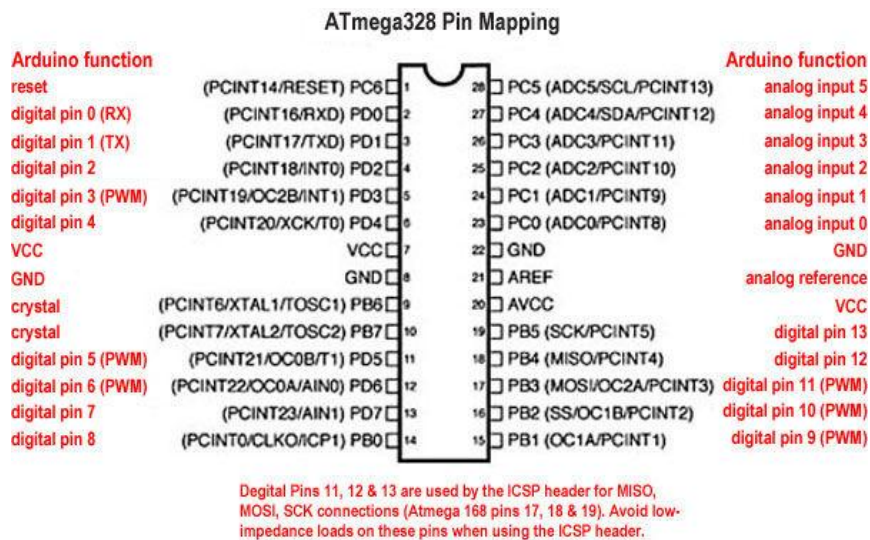 ATmega328 Pin Mapping
Arduino function Arduino function
reset (PCINT14/RESET) PC6 1 28 PC5 (ADC5/SCL/PCINT13) analog input 5
digital pin 0 (RX) (PCINT16/RXD) PD0 2 27 PC4 (ADC4/SDA/PCINT12) analog input 4
digital pin 1 (TX) (PCINT17/TXD) PD1 3 26 PC3 (ADC3/PCINT11) analog input 3
digital pin 2 (PCINT18/INT0) PD2 4 25 PC2 (ADC2/PCINT10) analog input 2
digital pin 3 (PWM) (PCINT19/OC2B/INT1) PD3 5 24 PC1 (ADC1/PCINT9) analog input 1
digital pin 4 (PCINT20/XCK/T0) PD4 6 23 PC0 (ADC0/PCINT8) analog input 0
VCC VCC 7 22 GND GND
GND GND 8 21 AREF analog reference
crystal (PCINT6/XTAL1/TOSC1) PB6 9 20 AVCC VCC
crystal (PCINT7/XTAL2/TOSC2) PB7 10 19 PB5 (SCK/PCINT5) digital pin 13
digital pin 5 (PWM) (PCINT21/OC0B/T1) PD5 11 18 PB4 (MISO/PCINT4) digital pin 12
digital pin 6 (PWM) (PCINT22/OC0A/AIN0) PD6 12 17 PB3 (MOSI/OC2A/PCINT3) digital pin 11 (PWM)
digital pin 7 (PCINT23/AIN1) PD7 13 16 PB2 (SS/OC1B/PCINT2) digital pin 10 (PWM)
digital pin 8 (PCINT0/CLKO/ICP1) PB0 14 15 PB1 (OC1A/PCINT1) digital pin 9 (PWM)
Degital Pins 11, 12 & 13 are used by the ICSP header for MISO,
MOSI, SCK connections (Atmega 168 pins 17, 18 & 19). Avoid low-
impedance loads on these pins when using the ICSP header.